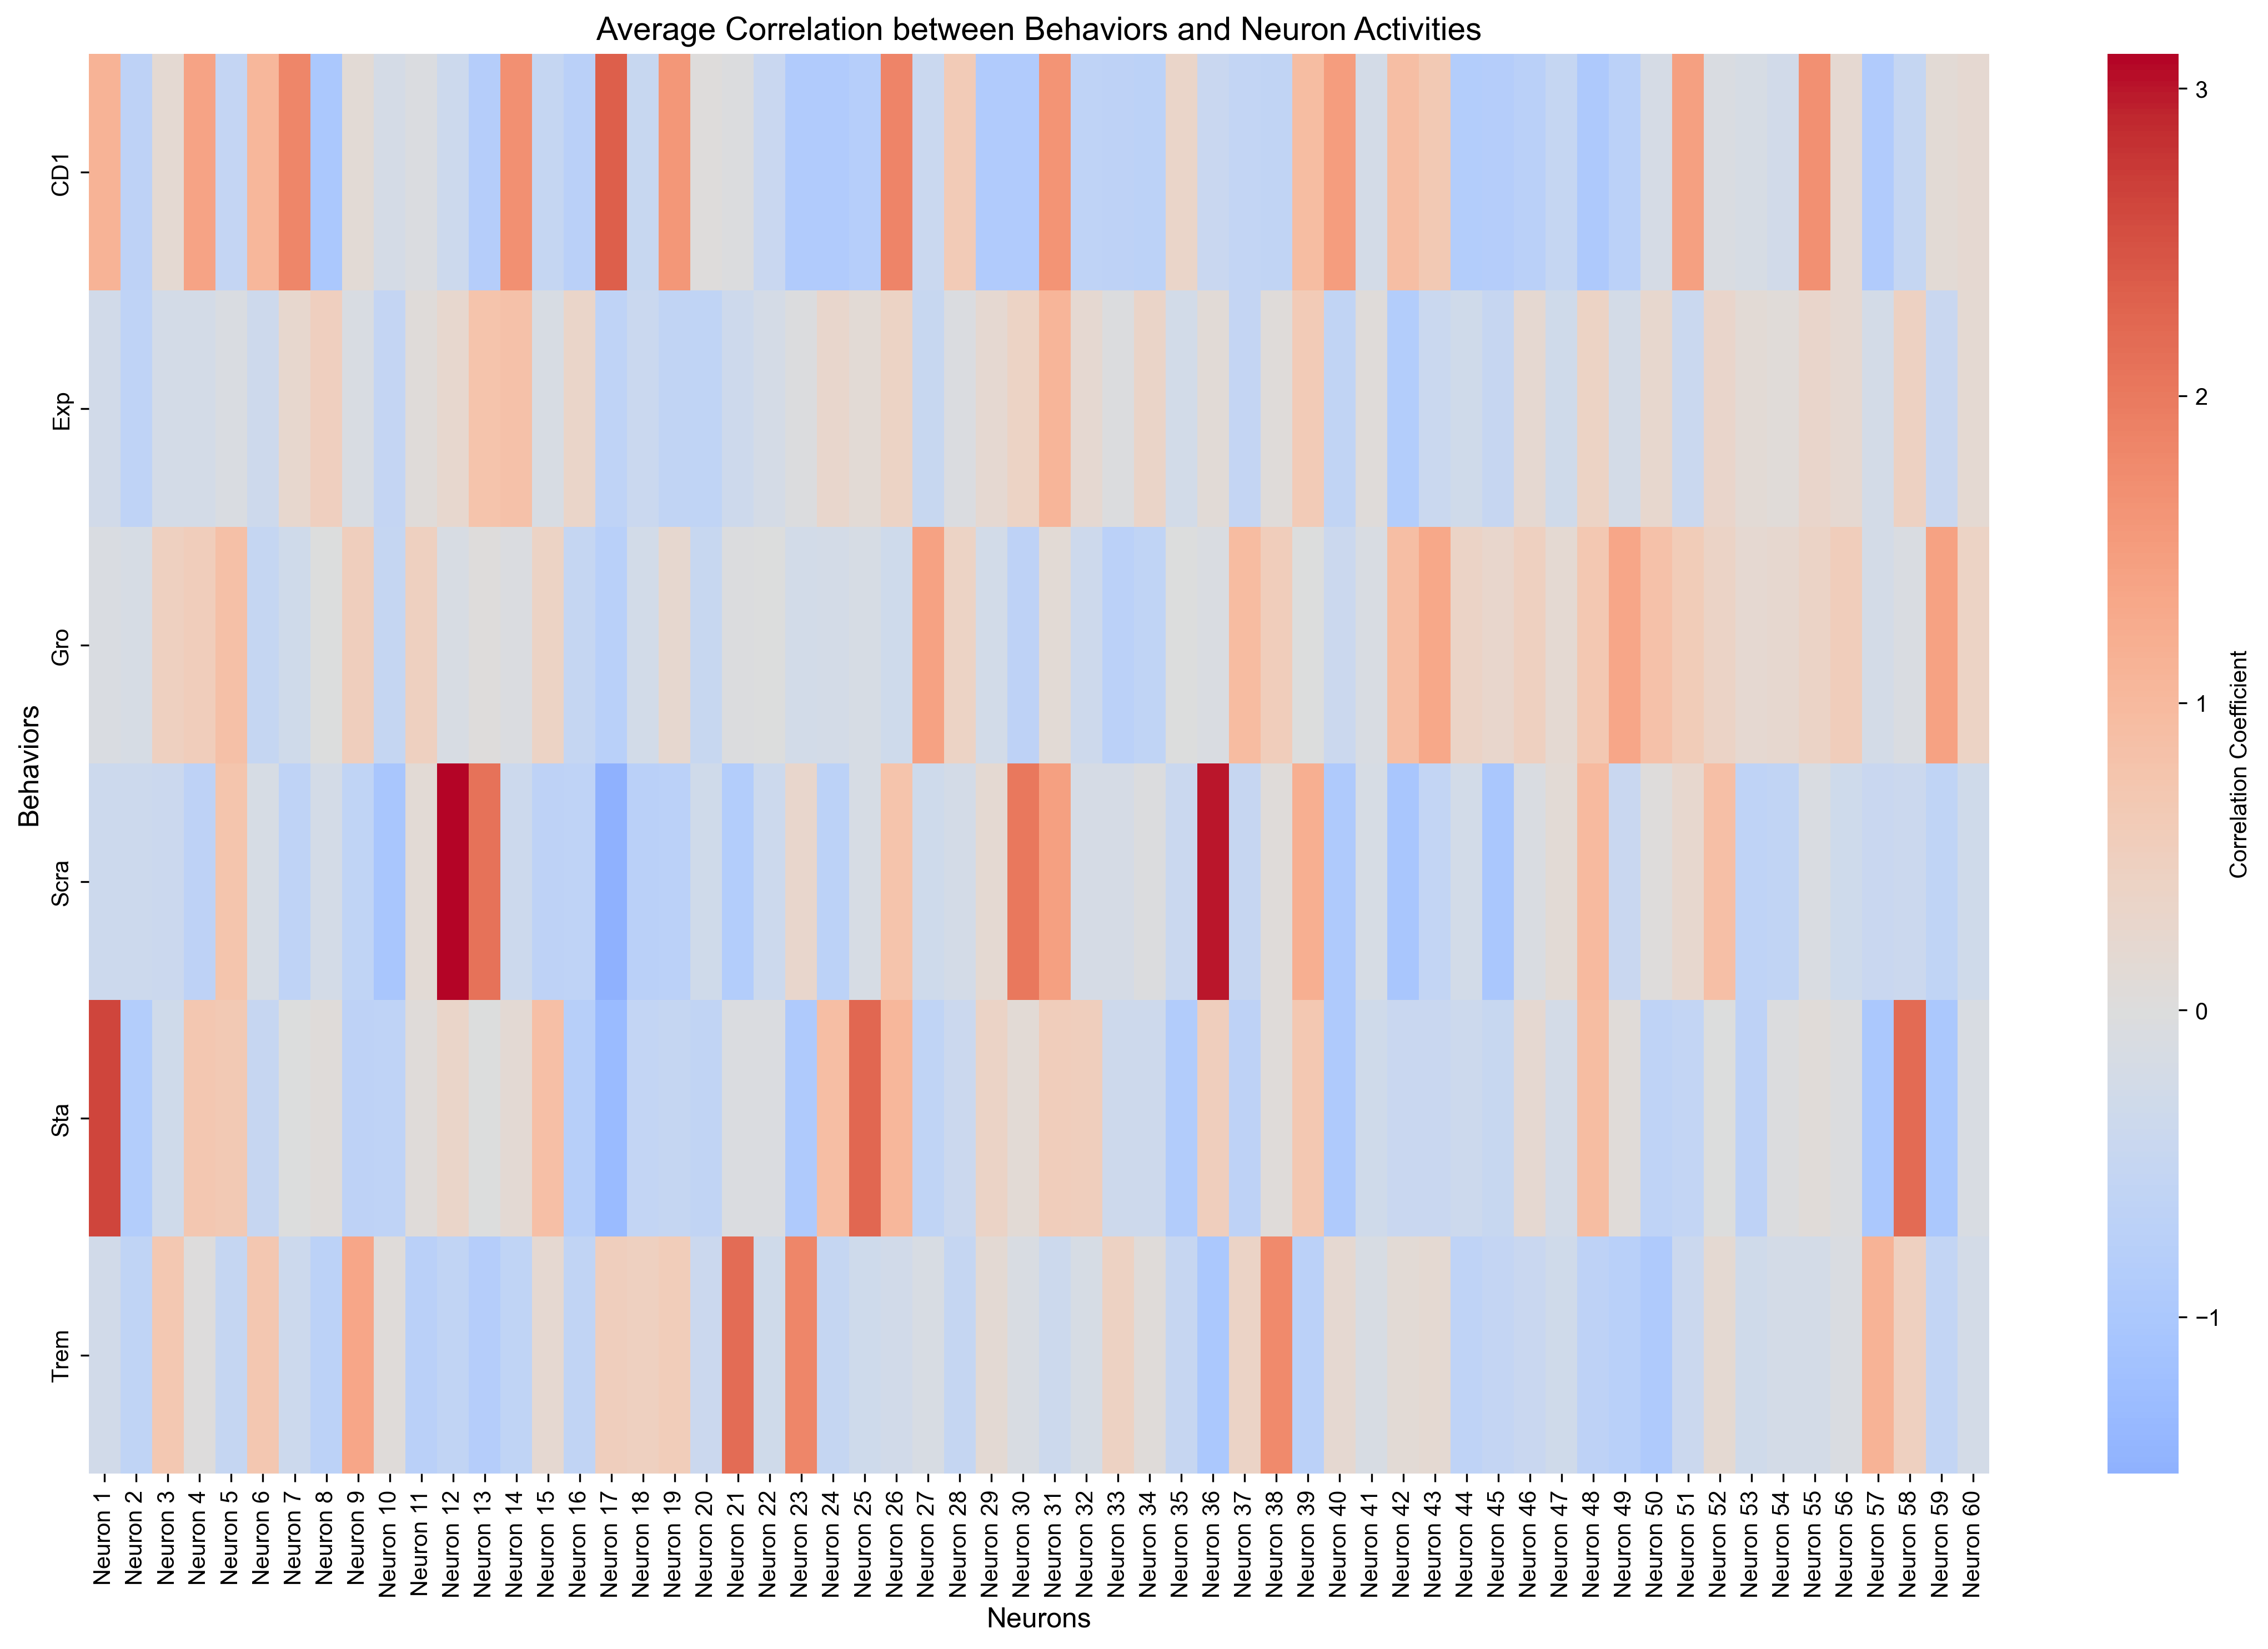 Average Correlation between Behaviors and Neuron Activities
Behaviors
CD1
Exp
Gro
Scra
Sta
Trem
Neuron 1
Neuron 2
Neuron 3
Neuron 4
Neuron 5
Neuron 6
Neuron 7
Neuron 8
Neuron 9
Neuron 10
Neuron 11
Neuron 12
Neuron 13
Neuron 14
Neuron 15
Neuron 16
Neuron 17
Neuron 18
Neuron 19
Neuron 20
Neuron 21
Neuron 22
Neuron 23
Neuron 24
Neuron 25
Neuron 26
Neuron 27
Neuron 28
Neuron 29
Neuron 30
Neuron 31
Neuron 32
Neuron 33
Neuron 34
Neuron 35
Neuron 36
Neuron 37
Neuron 38
Neuron 39
Neuron 40
Neuron 41
Neuron 42
Neuron 43
Neuron 44
Neuron 45
Neuron 46
Neuron 47
Neuron 48
Neuron 49
Neuron 50
Neuron 51
Neuron 52
Neuron 53
Neuron 54
Neuron 55
Neuron 56
Neuron 57
Neuron 58
Neuron 59
Neuron 60
Neurons
3
2
1
0
−1
Correlation Coefficient